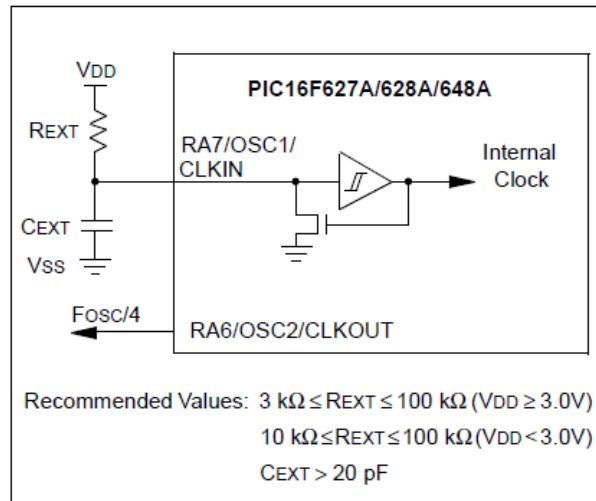 VDD
PIC16F627A/628A/648A
REXT
RA7/OSC1/
CLKIN
Internal
Clock
CEXT
VSS
FOSC/4
RA6/OSC2/CLKOUT
Recommended Values: 3 kΩ ≤ REXT ≤ 100 kΩ (VDD ≥ 3.0V)
10 kΩ ≤ REXT ≤ 100 kΩ (VDD < 3.0V)
CEXT > 20 pF